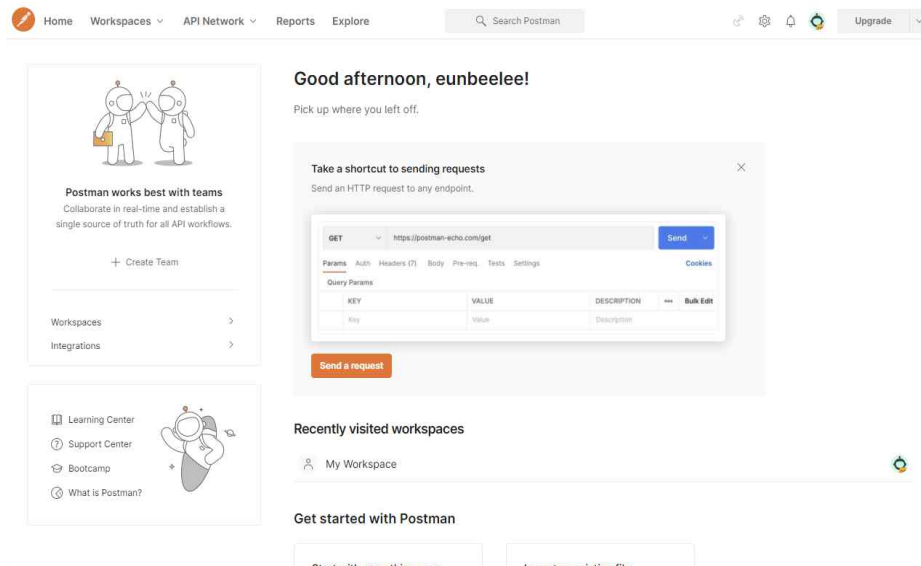 Home Workspaces API Network Reports Explore Search Postman Upgrade
Good afternoon, eunbeelee!
Pick up where you left off.
Postman works best with teams
Collaborate in real-time and establish a
single source of truth for all API workflows.
+ Create Team
Workspaces
Integrations
Take a shortcut to sending requests
Send an HTTP request to any endpoint.
GET https://postman-echo.com/get Send
Params Auth Headers (7) Body Pre-req. Tests Settings Cookies
Query Params
KEY VALUE DESCRIPTION ••• Bulk Edit
Key Value Description
Send a request
Learning Center
Support Center
Bootcamp
What is Postman?
Recently visited workspaces
My Workspace
Get started with Postman